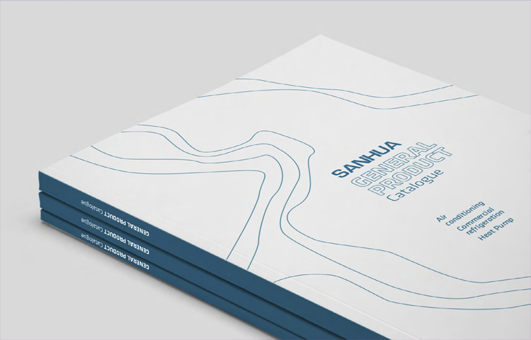 SANHUA
GENERAL
PRODUCT
Catalogue
Air
conditioning
Commercial
refrigeration
Heat Pump
GENERAL PRODUCT Catalogue
GENERAL PRODUCT Catalogue
GENERAL PRODUCT Catalogue